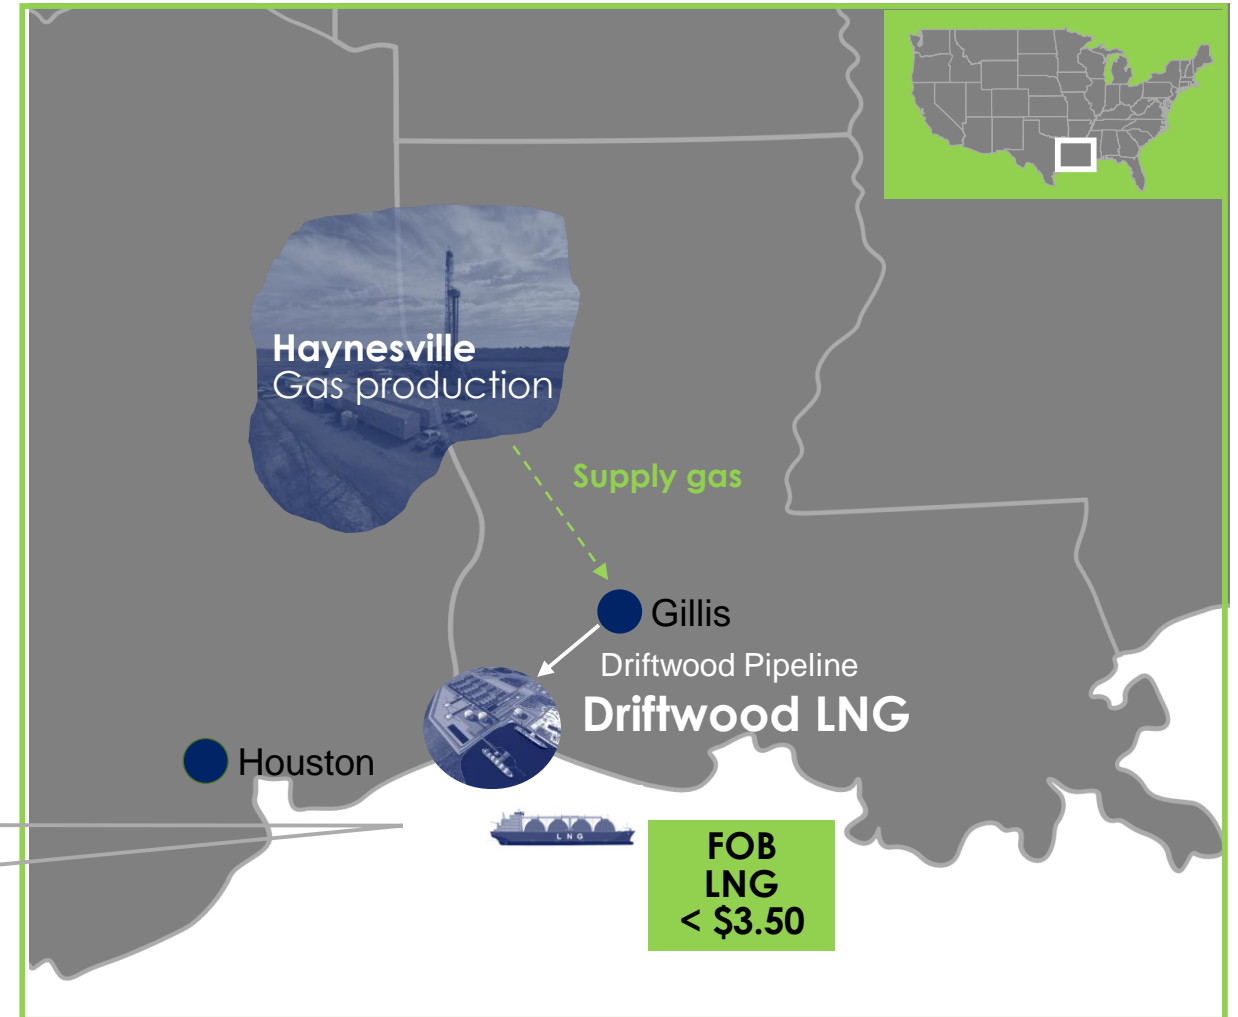 Haynesville
Gas production
Supply gas
Gillis
Driftwood Pipeline
Driftwood LNG
Houston
LNG
FOB
LNG
< $3.50